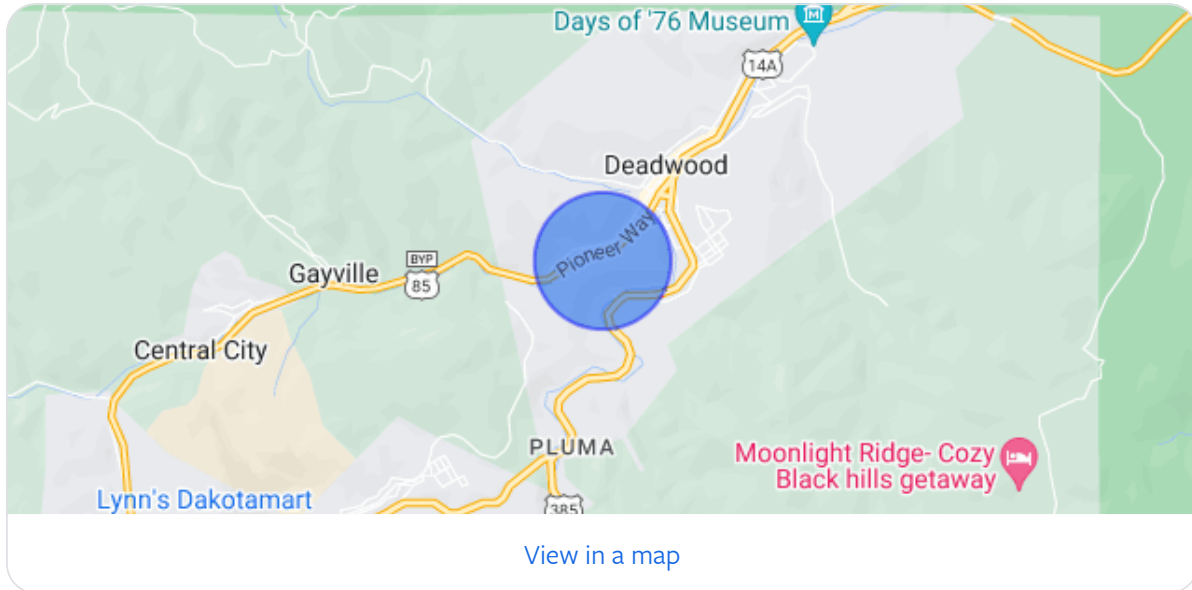 Days of '76 Museum
14A
Deadwood
Pioneer Way
BYP
85
Gayville
Central City
PLUMA
Moonlight Ridge- Cozy
Black hills getaway
Lynn's Dakotamart
385
View in a map